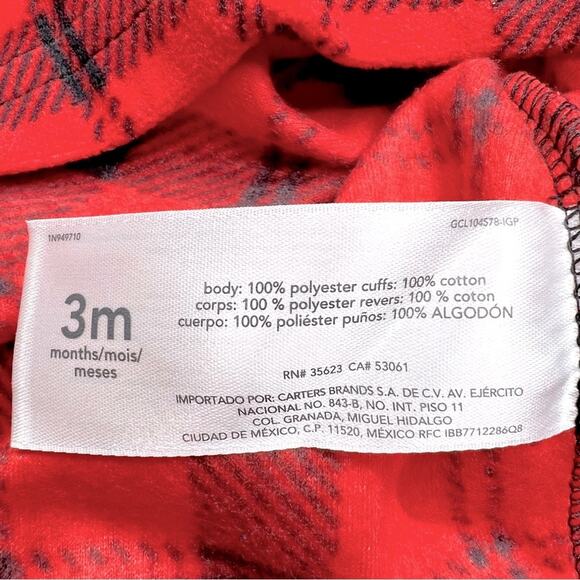 1N949710
GCL104S78-IGP
3m
months/mois/
meses
body: 100% polyester cuffs: 100% cotton
corps: 100 % polyester revers: 100 % coton
cuerpo: 100% poliéster puños: 100% ALGODÓN
RN# 35623 CA# 53061
IMPORTADO POR: CARTERS BRANDS S.A. DE C.V. AV. EJÉRCITO
NACIONAL NO. 843-B, NO. INT. PISO 11
COL. GRANADA, MIGUEL HIDALGO
CIUDAD DE MÉXICO, C.P. 11520, MÉXICO RFC IBB7712286Q8